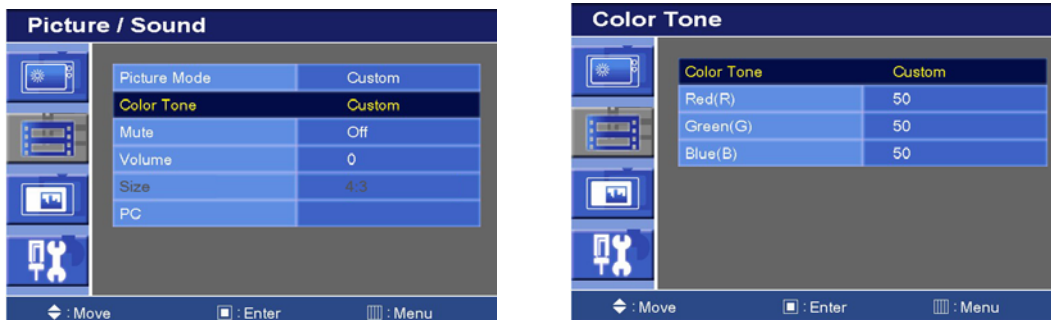 Picture / Sound
Picture Mode Custom
Color Tone Custom
Mute Off
Volume 0
Size 4:3
PC
: Move : Enter : Menu
Color Tone
Color Tone Custom
Red(R) 50
Green(G) 50
Blue(B) 50
: Move : Enter : Menu